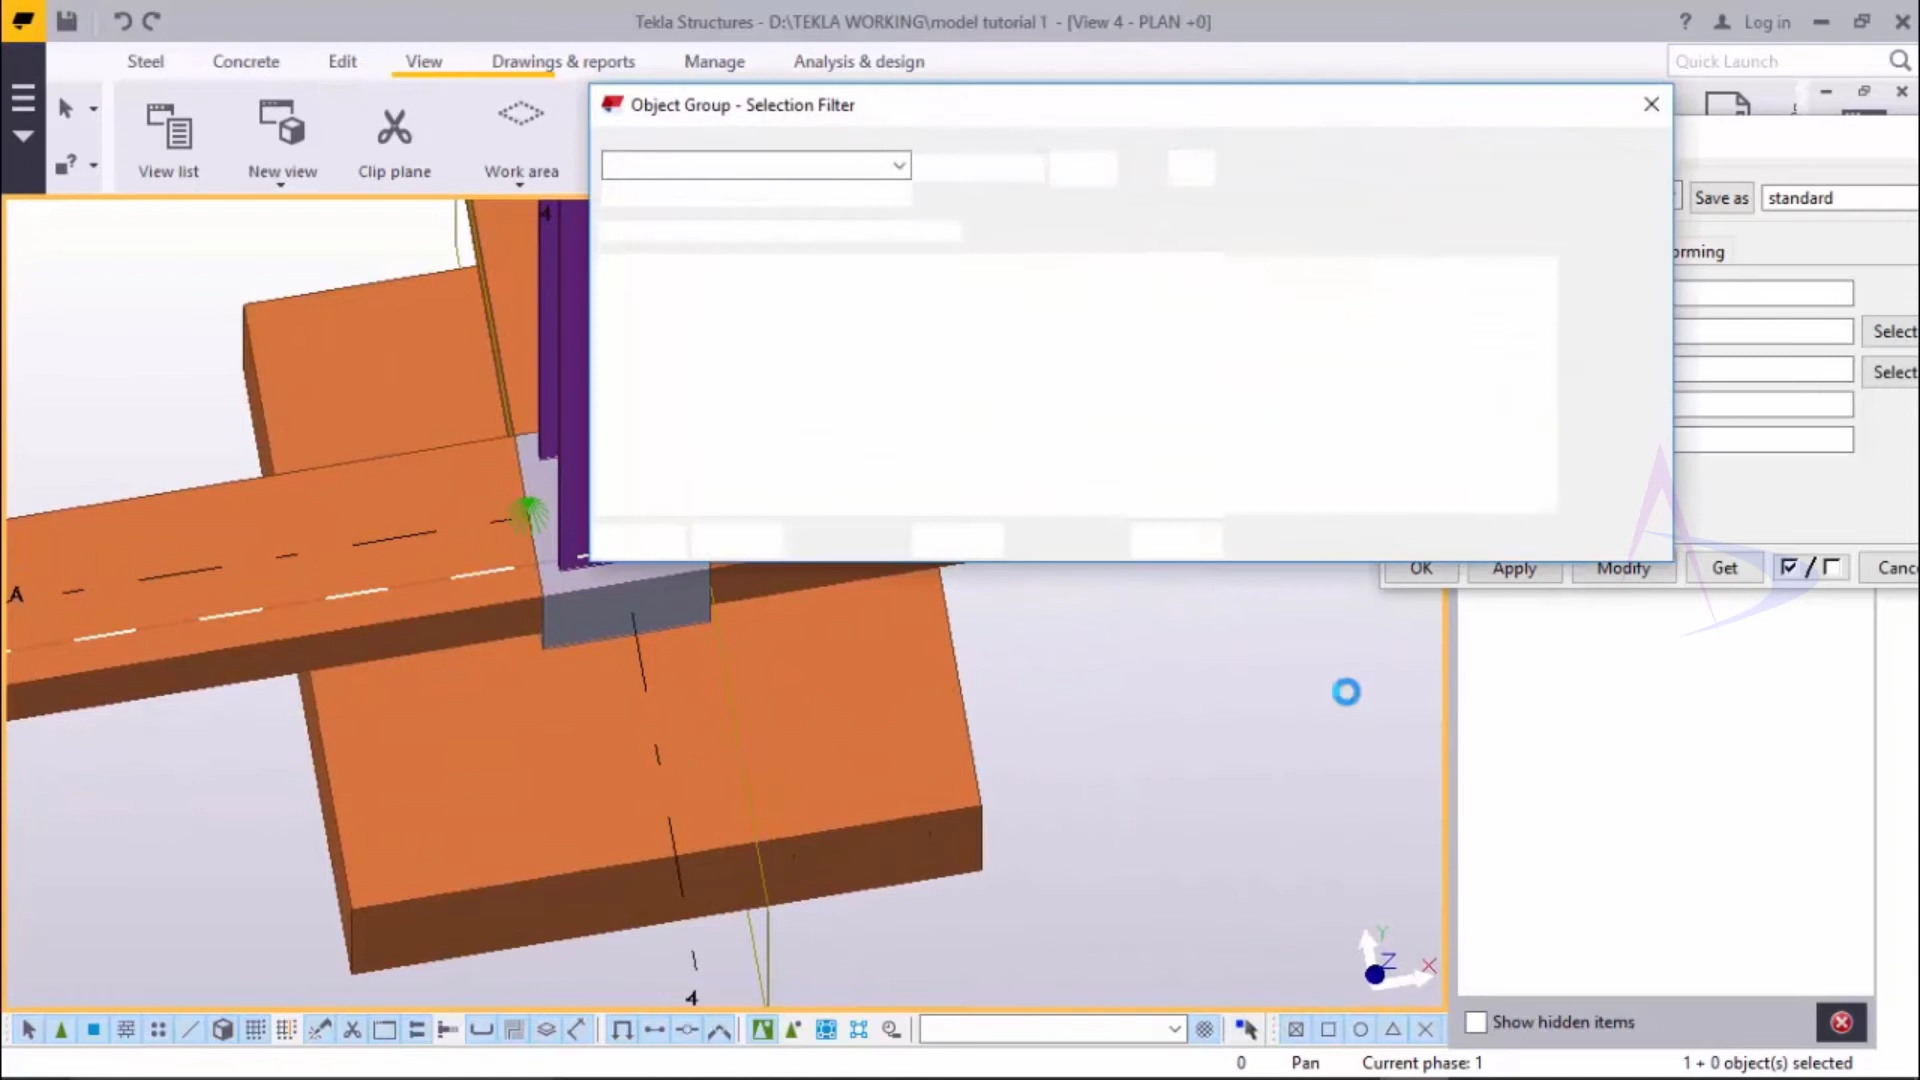 Tekla Structures - D:\TEKLA WORKING\model tutorial 1 - [View 4 - PLAN +0]
? Log in
Steel Concrete Edit View Drawings & reports Manage Analysis & design Quick Launch
Object Group - Selection Filter
View list New view Clip plane Work area
Save as standard
orming
Select
Select
4
A
OK Apply Modify Get / Cance
Y
Z X
4
Show hidden items
0 Pan Current phase: 1 1 + 0 object(s) selected